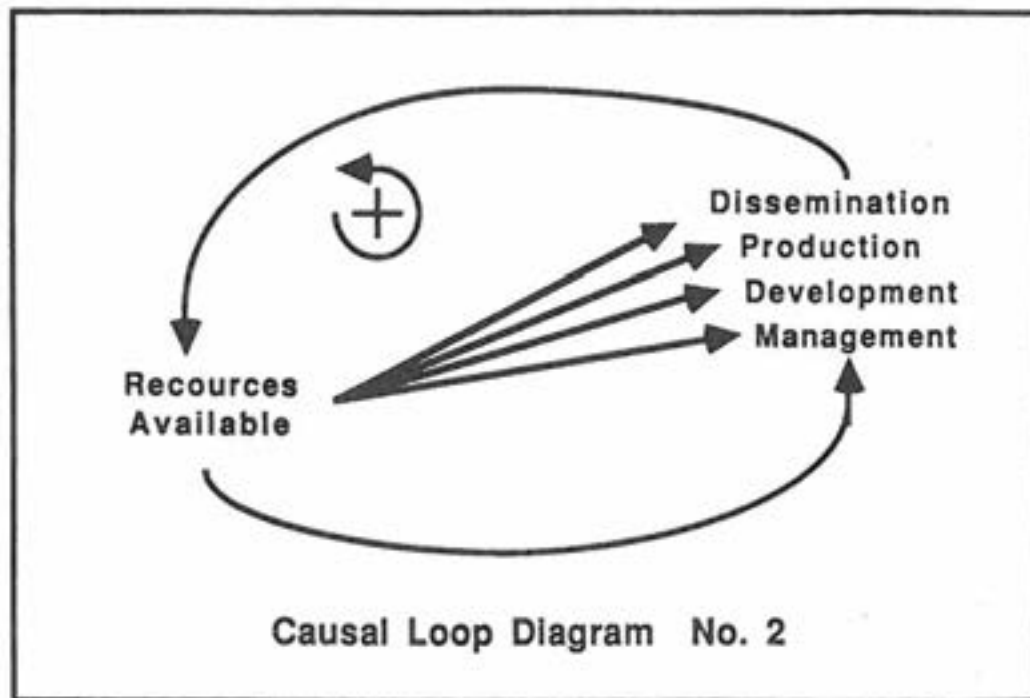 +
Dissemination
Production
Development
Management
Recources
Available
Causal Loop Diagram No. 2